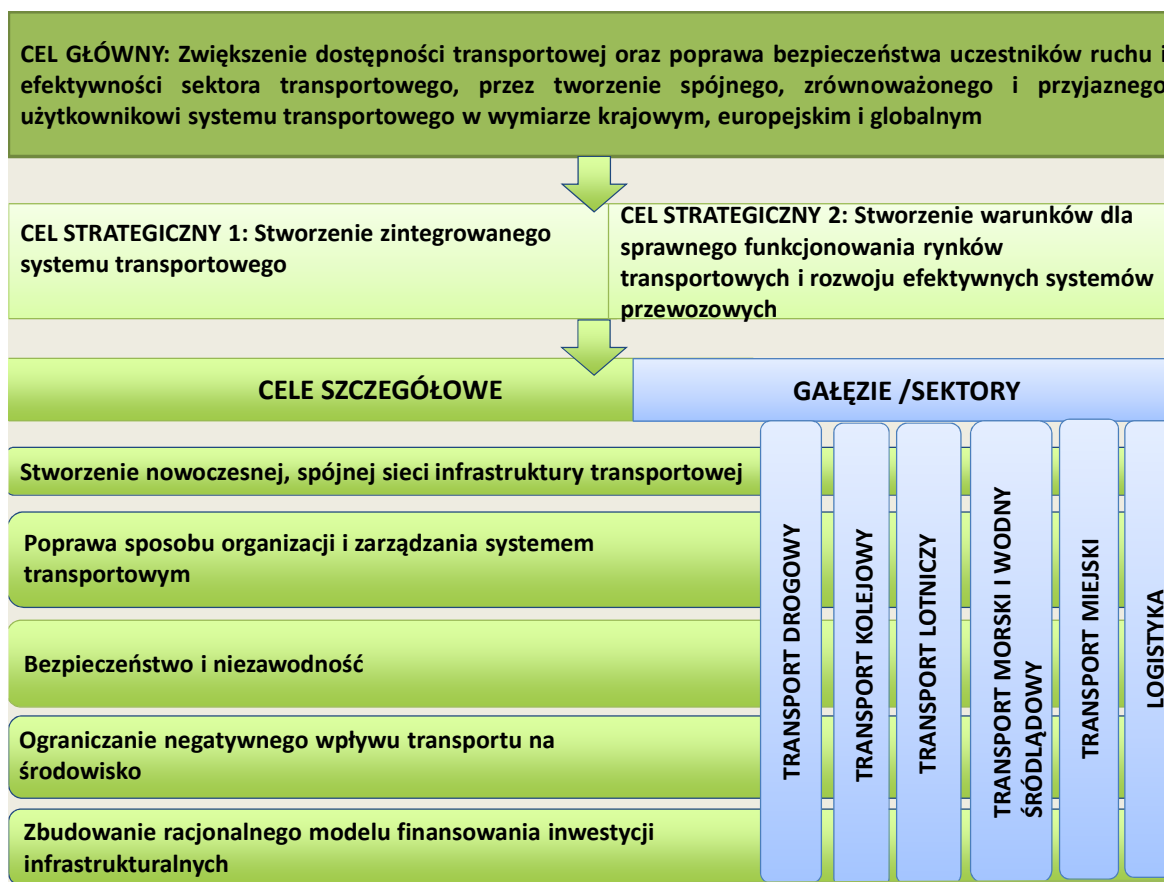 CEL GŁÓWNY: Zwiększenie dostępności transportowej oraz poprawa bezpieczeństwa uczestników ruchu i
efektywności sektora transportowego, przez tworzenie spójnego, zrównoważonego i przyjaznego
użytkownikowi systemu transportowego w wymiarze krajowym, europejskim i globalnym
CEL STRATEGICZNY 1: Stworzenie zintegrowanego
systemu transportowego
CEL STRATEGICZNY 2: Stworzenie warunków dla
sprawnego funkcjonowania rynków
transportowych i rozwoju efektywnych systemów
przewozowych
CELE SZCZEGÓŁOWE
GAŁĘZIE /SEKTORY
Stworzenie nowoczesnej, spójnej sieci infrastruktury transportowej
Poprawa sposobu organizacji i zarządzania systemem
transportowym
Bezpieczeństwo i niezawodność
Ograniczanie negatywnego wpływu transportu na
środowisko
Zbudowanie racjonalnego modelu finansowania inwestycji
infrastrukturalnych
TRANSPORT DROGOWY
TRANSPORT KOLEJOWY
TRANSPORT LOTNICZY
TRANSPORT MORSKI I WODNY
ŚRÓDLĄDOWY
TRANSPORT MIEJSKI
LOGISTYKA